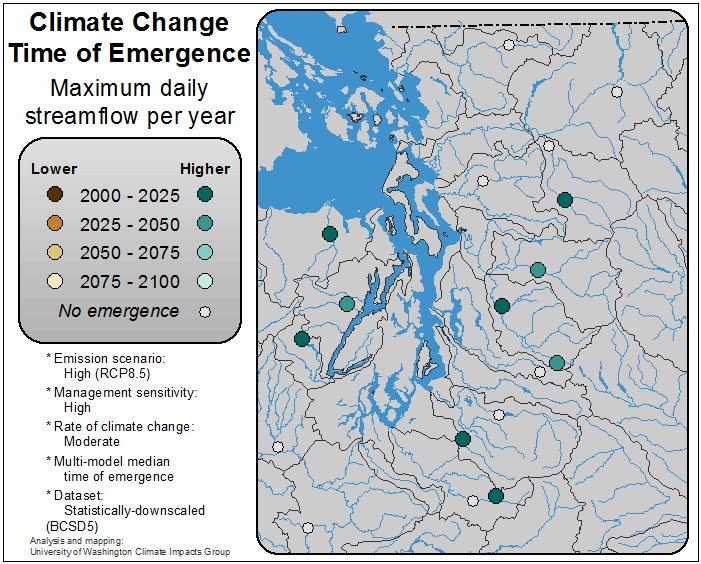 Climate Change
Time of Emergence
Maximum daily
streamflow per year
Lower Higher
2000 - 2025
2025 - 2050
2050 - 2075
2075 - 2100
No emergence
* Emission scenario:
High (RCP8.5)
* Management sensitivity:
High
* Rate of climate change:
Moderate
* Multi-model median
time of emergence
* Dataset:
Statistically-downscaled
(BCSD5)
Analysis and mapping:
University of Washington Climate Impacts Group